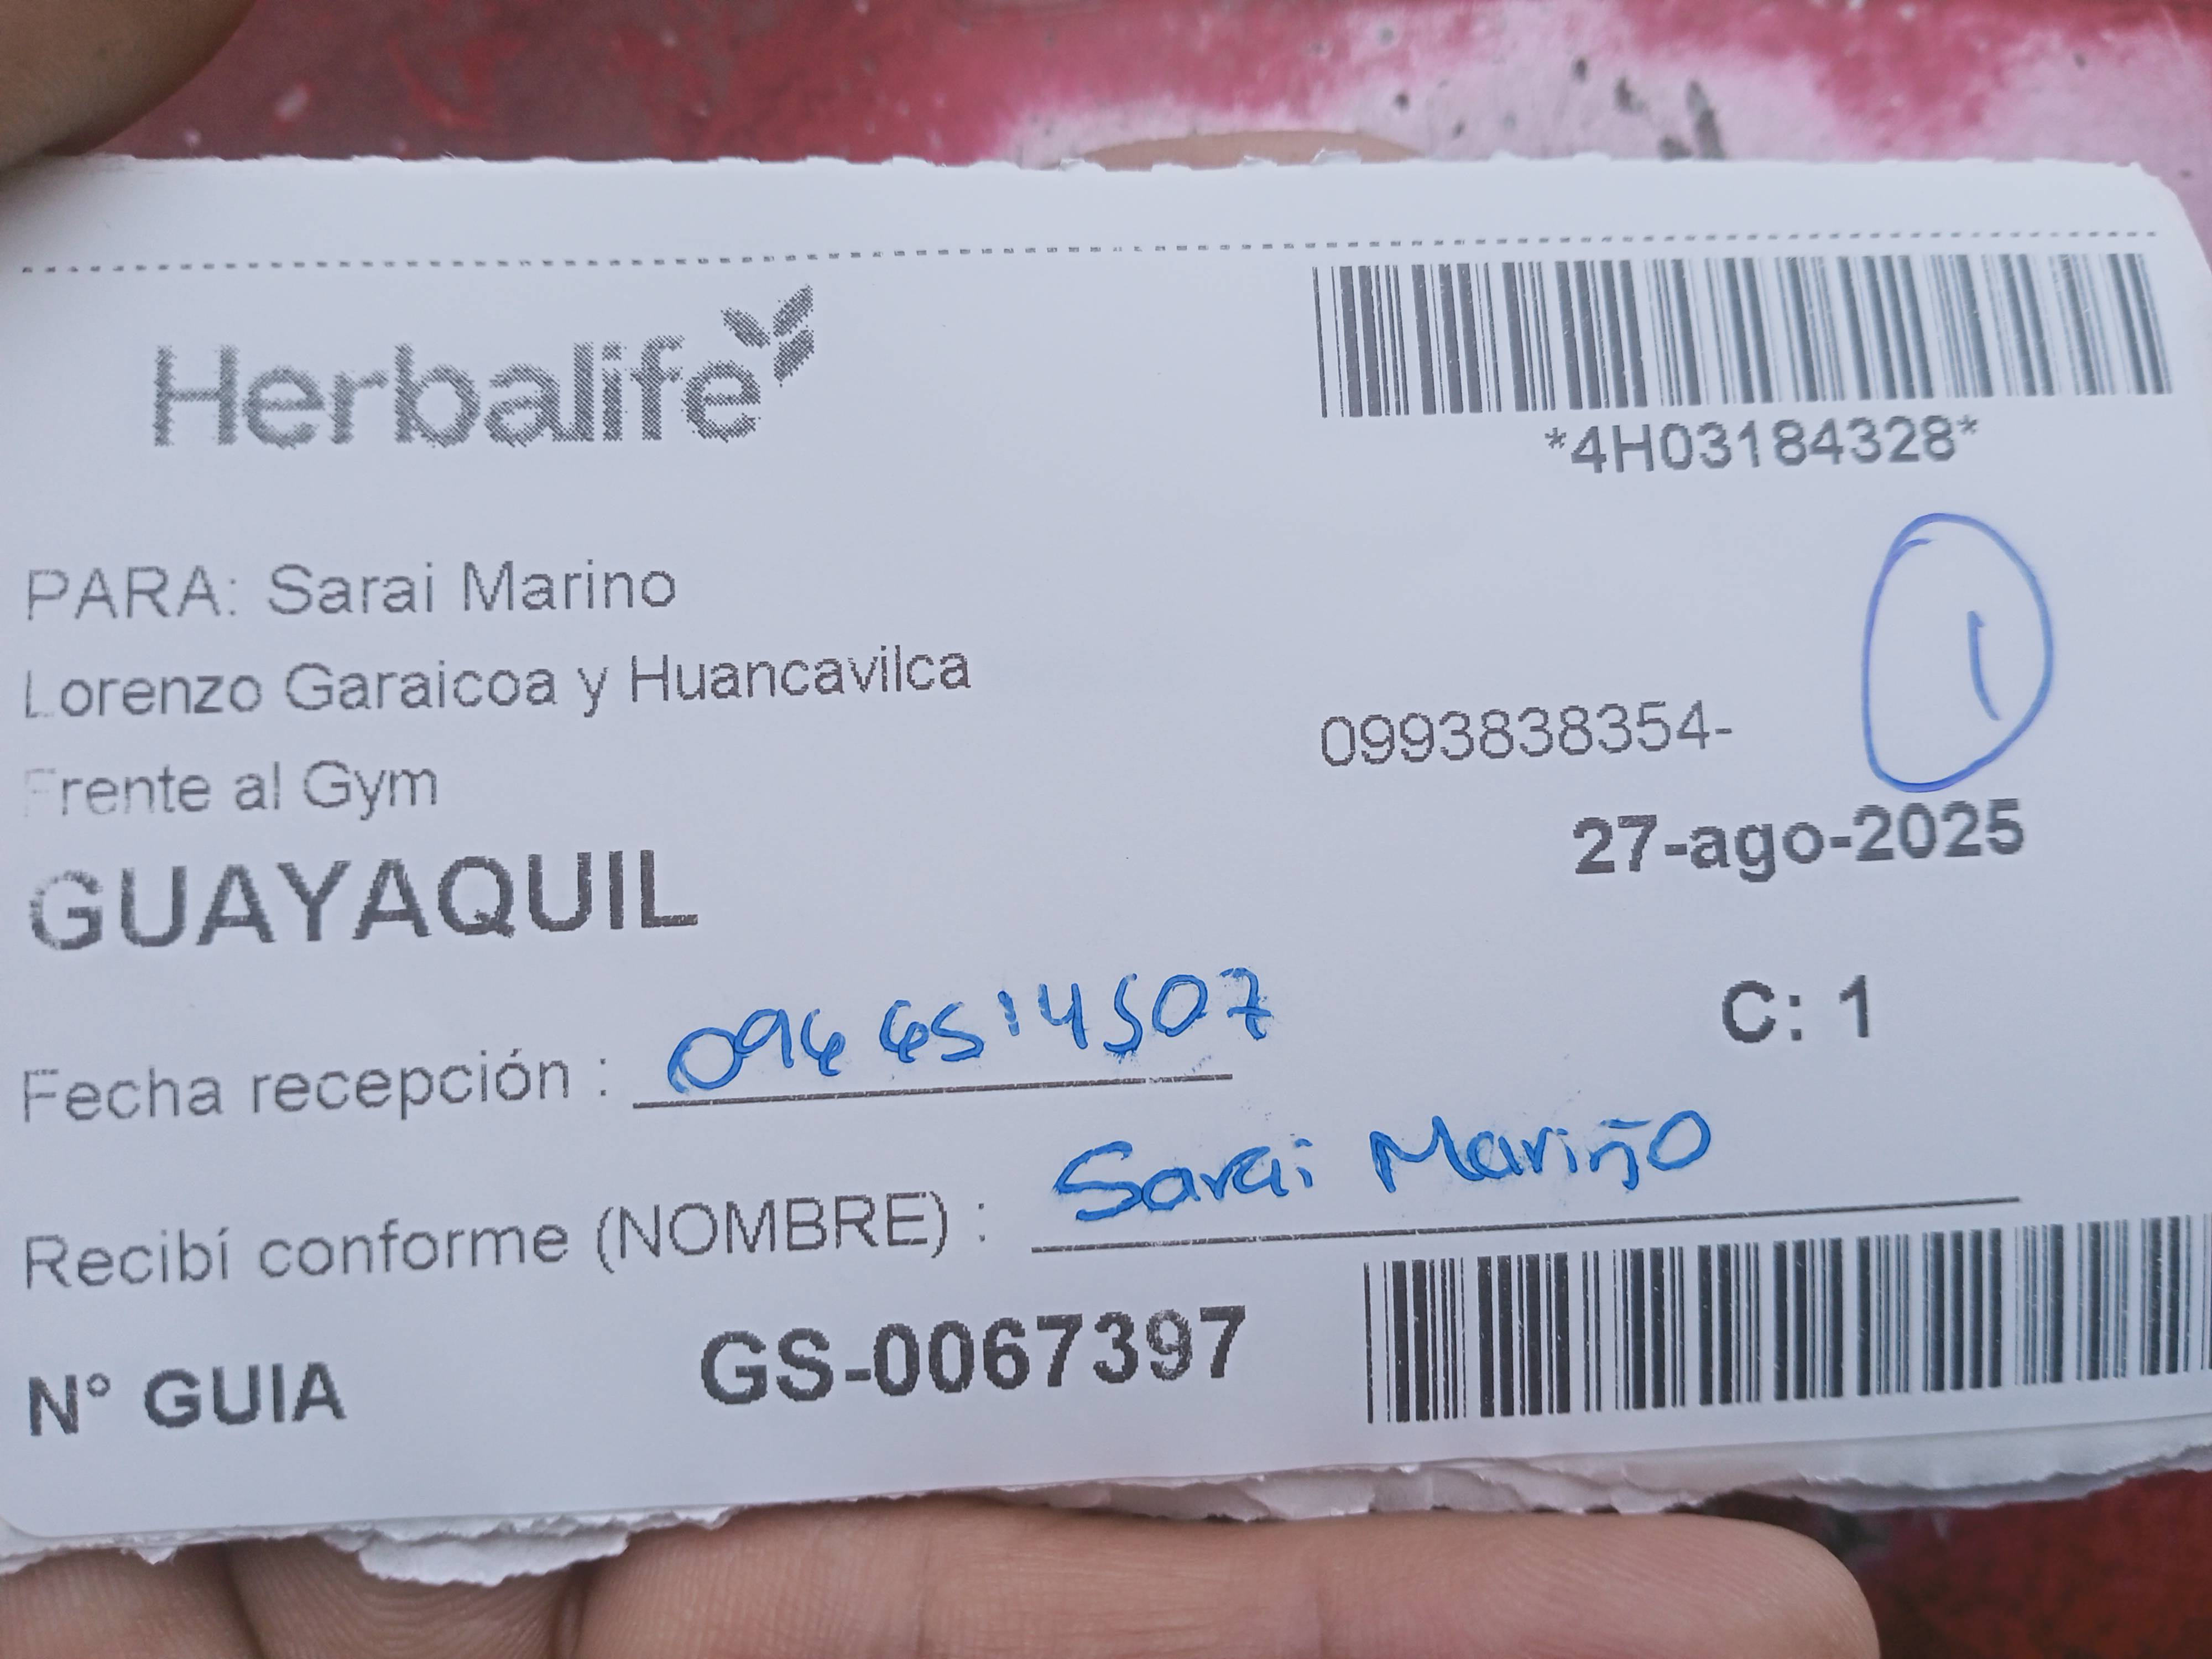 Herbalife
*4H03184328*
PARA: Sarai Marino
1
Lorenzo Garaicoa y Huancavilca
0993838354-
Frente al Gym
27-ago-2025
GUAYAQUIL
C: 1
Fecha recepción :
Recibí conforme (NOMBRE) : Sarai Mariño
N° GUIA GS-0067397